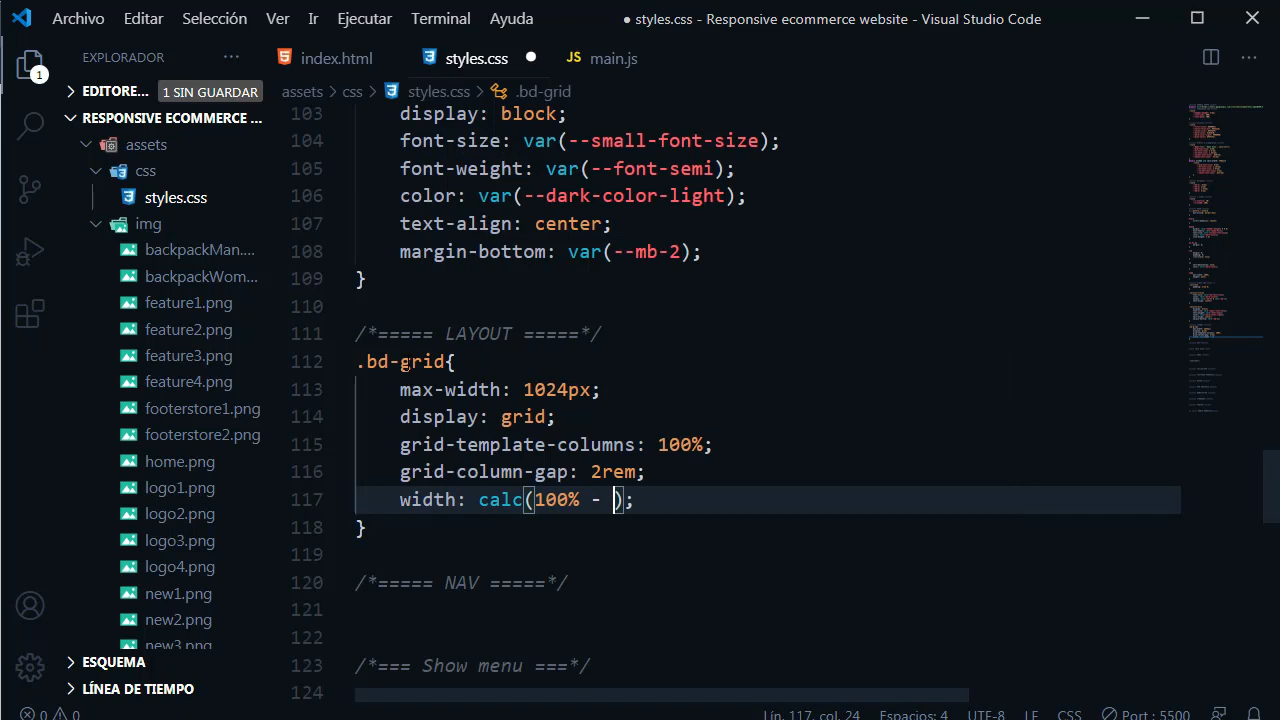 Archivo Editar Selección Ver Ir Ejecutar Terminal Ayuda ● styles.css - Responsive ecommerce website - Visual Studio Code
EXPLORADOR ··· index.html styles.css ● JS main.js ···
1
EDITORE... 1 SIN GUARDAR
assets > css > styles.css > .bd-grid
RESPONSIVE ECOMMERCE ...
assets
css
styles.css
img
backpackMan....
backpackWom...
feature1.png
feature2.png
feature3.png
feature4.png
footerstore1.png
footerstore2.png
home.png
logo1.png
logo2.png
logo3.png
logo4.png
new1.png
new2.png
new3.png
ESQUEMA
LÍNEA DE TIEMPO
103 display: block;
104 font-size: var(--small-font-size);
105 font-weight: var(--font-semi);
106 color: var(--dark-color-light);
107 text-align: center;
108 margin-bottom: var(--mb-2);
109 }
110
111 /*===== LAYOUT =====*/
112 .bd-grid{
113 max-width: 1024px;
114 display: grid;
115 grid-template-columns: 100%;
116 grid-column-gap: 2rem;
117 width: calc(100% - );
118 }
119
120 /*===== NAV =====*/
121
122
123 /*=== Show menu ===*/
124
0 0 Lín. 117, col. 24 Espacios: 4 UTF-8 LF CSS Port : 5500